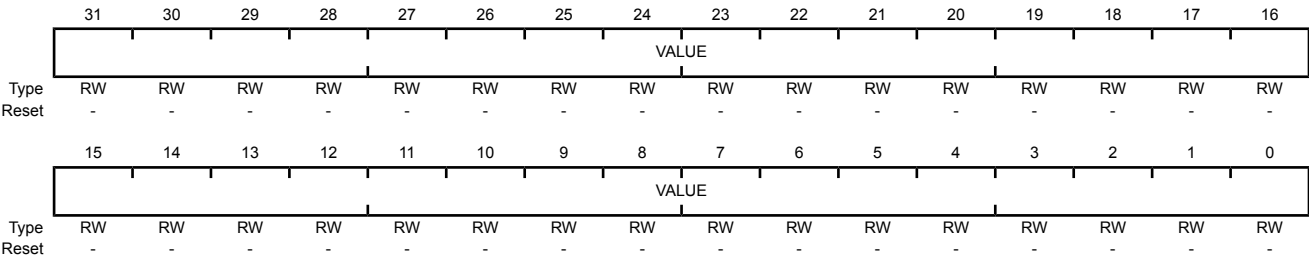 31 30 29 28 27 26 25 24 23 22 21 20 19 18 17 16
VALUE
Type RW RW RW RW RW RW RW RW RW RW RW RW RW RW RW RW
Reset - - - - - - - - - - - - - - - -
15 14 13 12 11 10 9 8 7 6 5 4 3 2 1 0
VALUE
Type RW RW RW RW RW RW RW RW RW RW RW RW RW RW RW RW
Reset - - - - - - - - - - - - - - - -